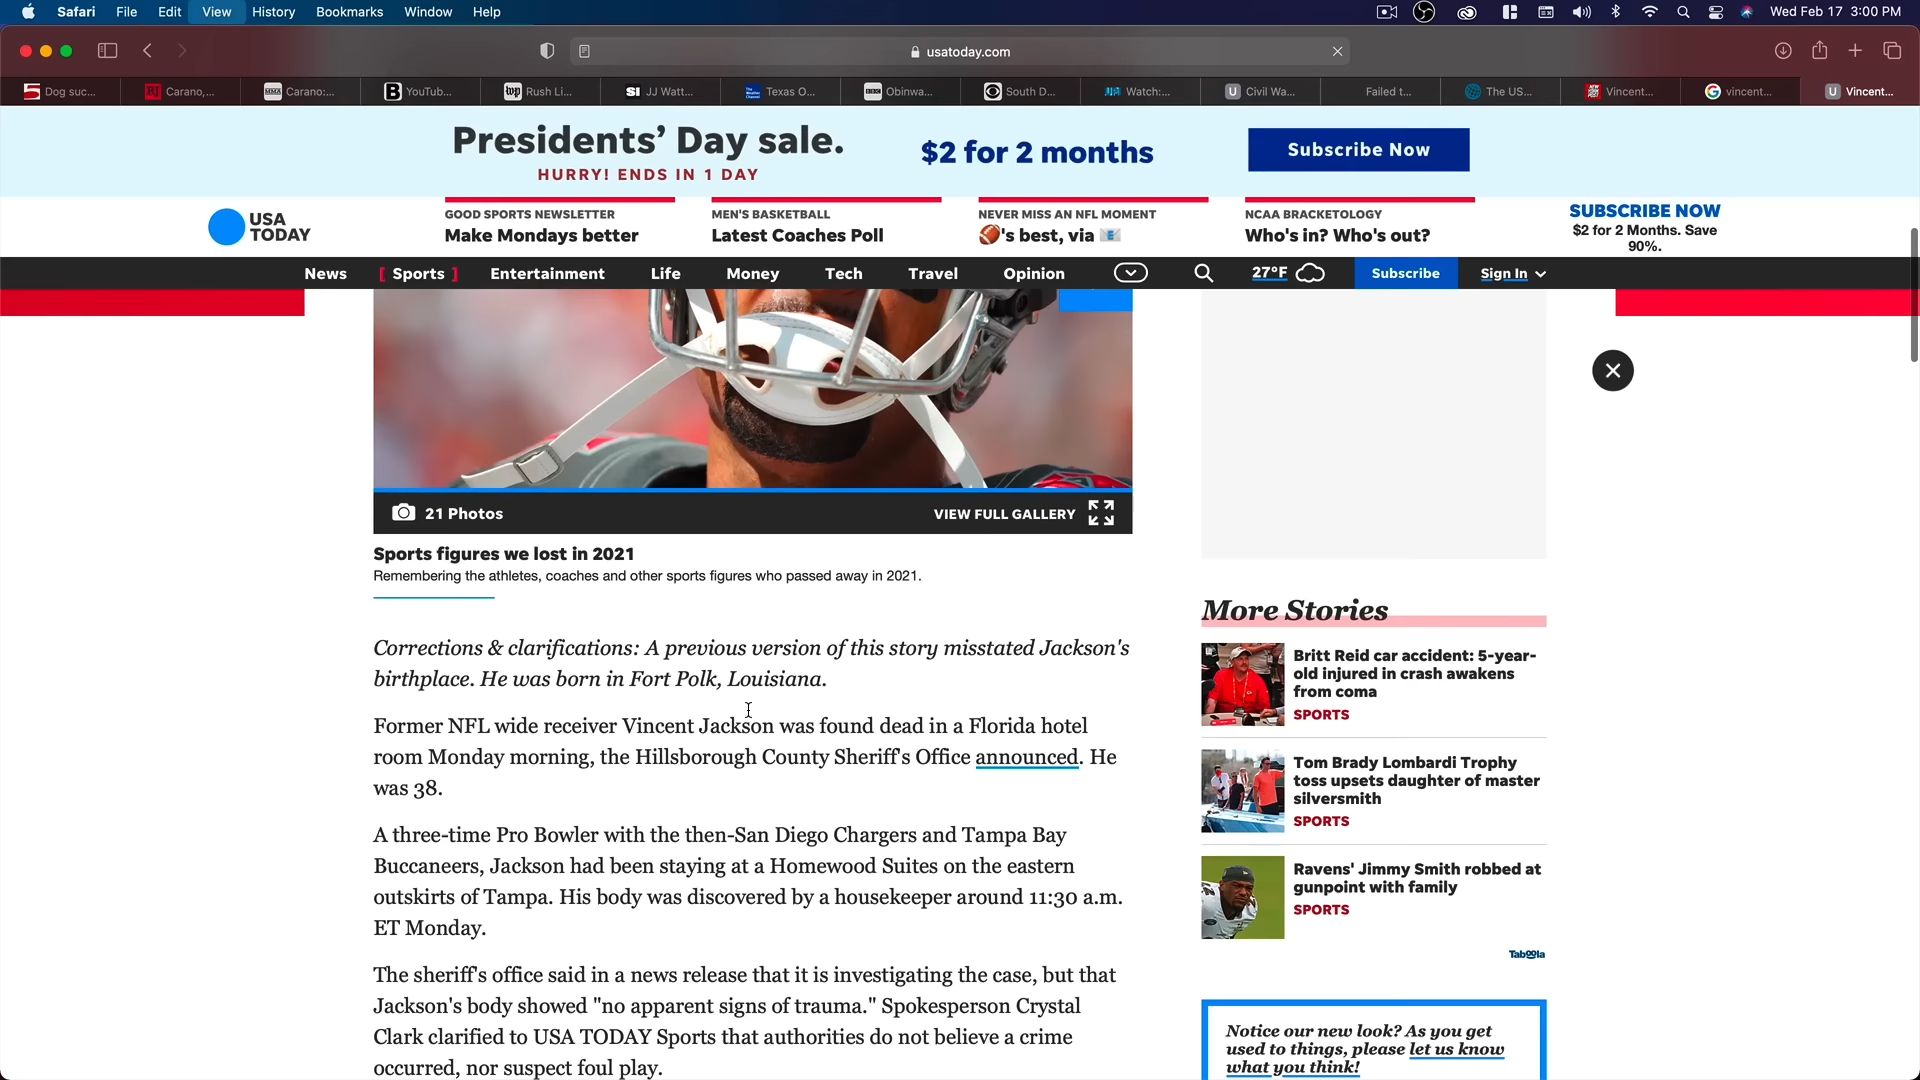 Safari File Edit View History Bookmarks Window Help Wed Feb 17 3:00 PM
usatoday.com
Dog suc... Carano,... Carano:... YoutTub... Rush Li... JJ Watt... Texas O... Obinwa... South D... Watch:... Civil Wa... Failed t... The US... Vincent... vincent... Vincent...
Presidents’ Day sale.
HURRY! ENDS IN 1 DAY
$2 for 2 months
Subscribe Now
USA
TODAY
GOOD SPORTS NEWSLETTER
Make Mondays better
MEN'S BASKETBALL
Latest Coaches Poll
NEVER MISS AN NFL MOMENT
🏈's best, via 📧
NCAA BRACKETOLOGY
Who's in? Who's out?
SUBSCRIBE NOW
$2 for 2 Months. Save
90%.
News [ Sports ] Entertainment Life Money Tech Travel Opinion 27°F Subscribe Sign In
21 Photos
VIEW FULL GALLERY
Sports figures we lost in 2021
Remembering the athletes, coaches and other sports figures who passed away in 2021.
Corrections & clarifications: A previous version of this story misstated Jackson's
birthplace. He was born in Fort Polk, Louisiana.
Former NFL wide receiver Vincent Jackson was found dead in a Florida hotel
room Monday morning, the Hillsborough County Sheriff's Office announced. He
was 38.
A three-time Pro Bowler with the then-San Diego Chargers and Tampa Bay
Buccaneers, Jackson had been staying at a Homewood Suites on the eastern
outskirts of Tampa. His body was discovered by a housekeeper around 11:30 a.m.
ET Monday.
The sheriff's office said in a news release that it is investigating the case, but that
Jackson's body showed "no apparent signs of trauma." Spokesperson Crystal
Clark clarified to USA TODAY Sports that authorities do not believe a crime
occurred, nor suspect foul play.
More Stories
Britt Reid car accident: 5-year-
old injured in crash awakens
from coma
SPORTS
Tom Brady Lombardi Trophy
toss upsets daughter of master
silversmith
SPORTS
Ravens' Jimmy Smith robbed at
gunpoint with family
SPORTS
Taboola
Notice our new look? As you get
used to things, please let us know
what you think!